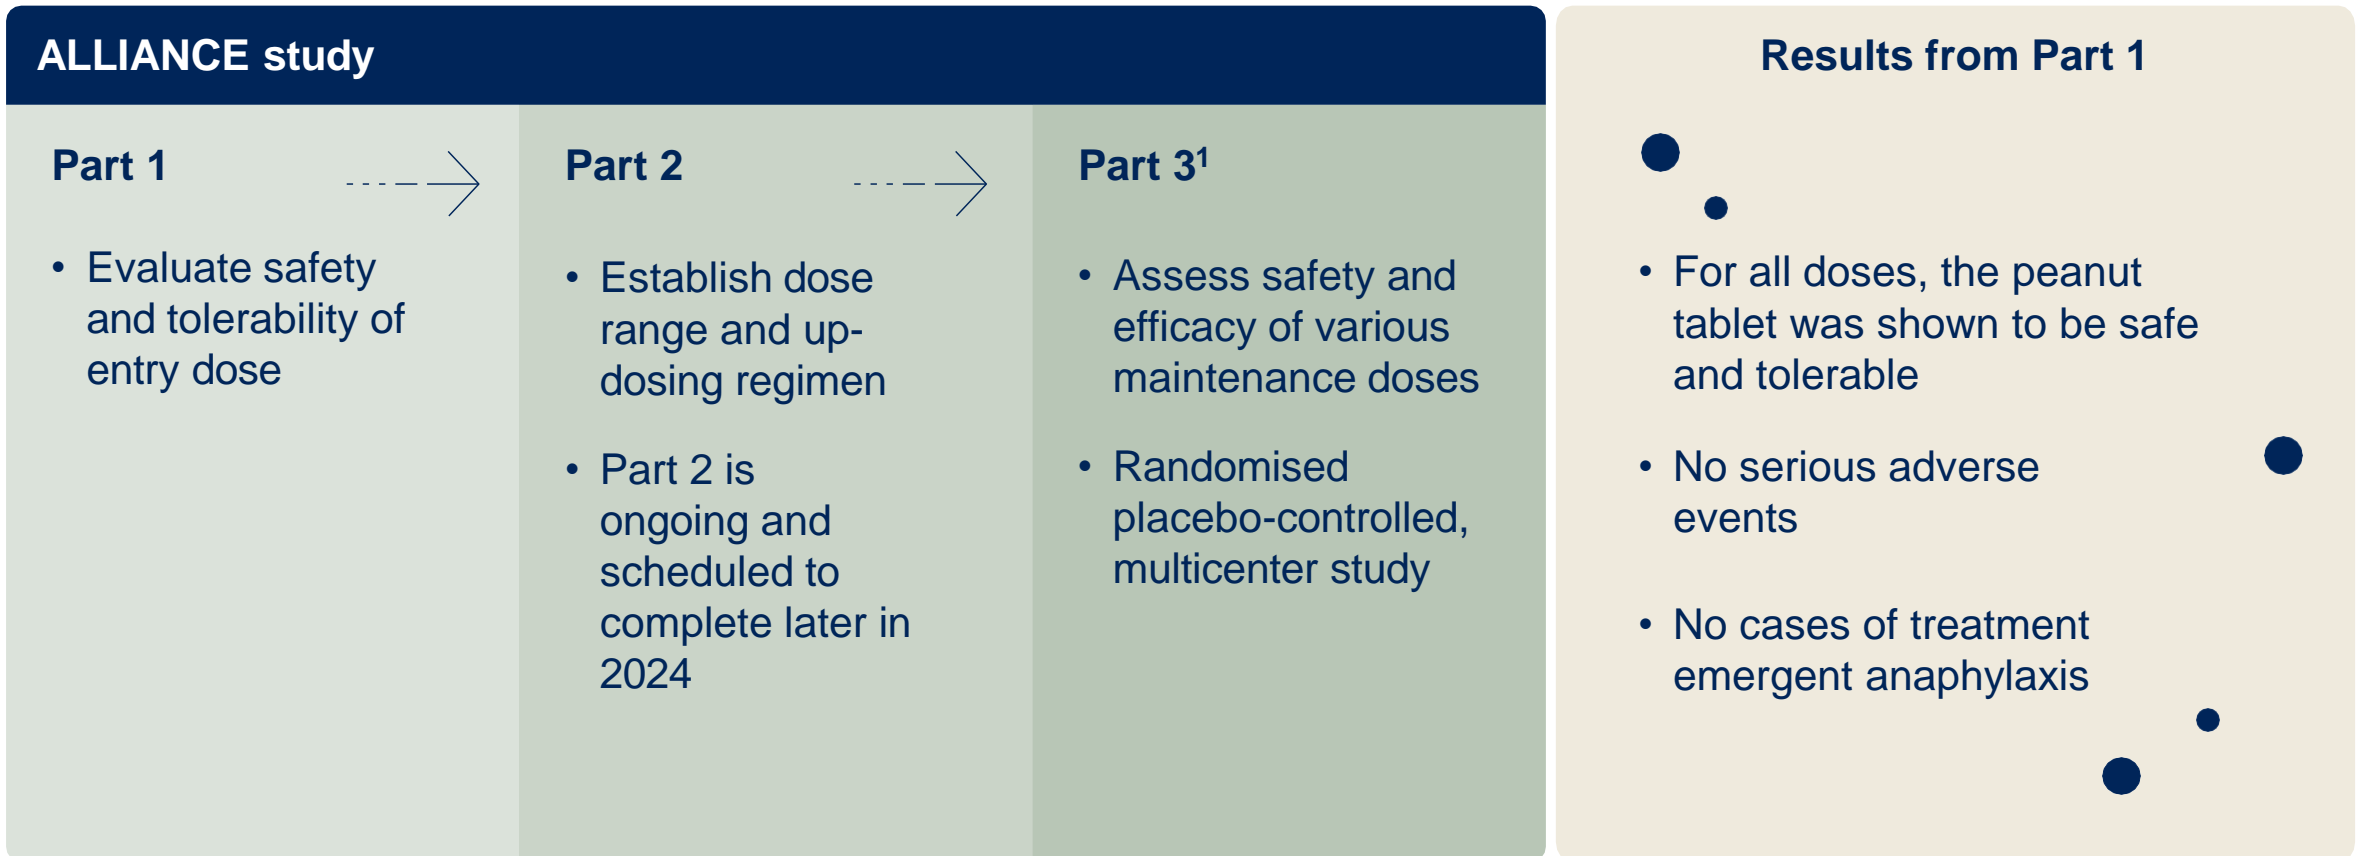 ALLIANCE study
Part 1
• Evaluate safety
and tolerability of
entry dose
Part 2
• Establish dose
range and up-
dosing regimen
• Part 2 is
ongoing and
scheduled to
complete later in
2024
Part 3¹
• Assess safety and
efficacy of various
maintenance doses
• Randomised
placebo-controlled,
multicenter study
Results from Part 1
• For all doses, the peanut
tablet was shown to be safe
and tolerable
• No serious adverse
events
• No cases of treatment
emergent anaphylaxis